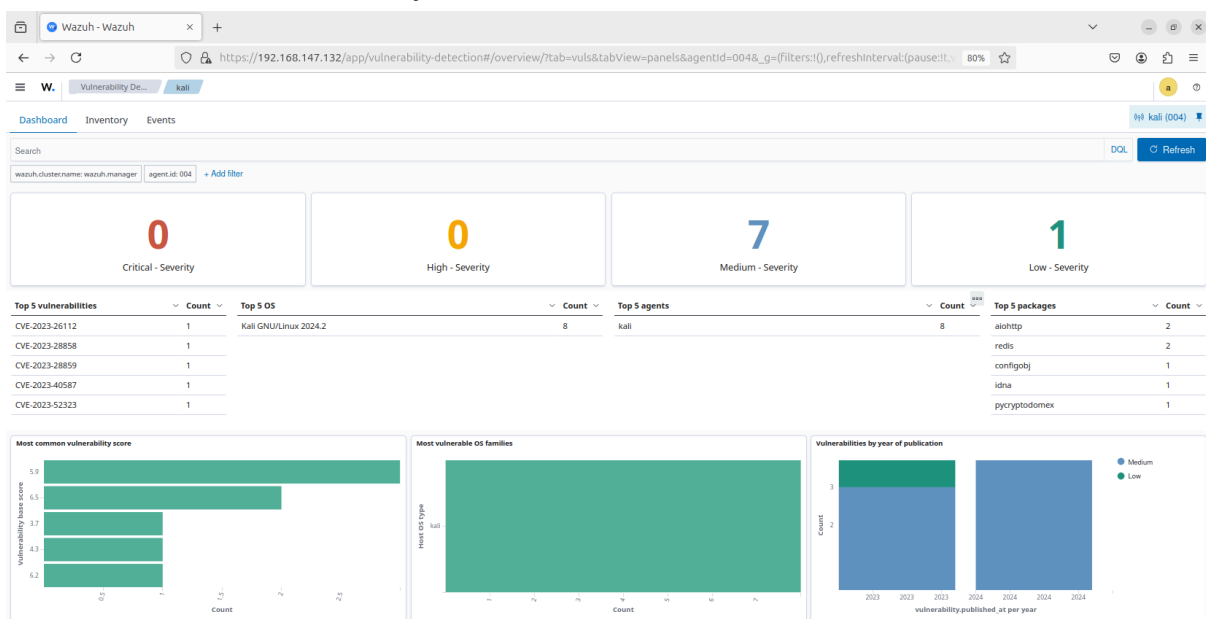 Wazuh - Wazuh
https://192.168.147.132/app/vulnerability-detection#/overview/?tab=vuls&tabView=panels&agentId=004&_g=(filters:!(),refreshInterval:(pause:!t,v 80%
W. Vulnerability De... kali a
Dashboard Inventory Events kali (004)
Search DQL Refresh
wazuh.cluster.name: wazuh.manager agent.id: 004 + Add filter
0 0 7 1
Critical - Severity High - Severity Medium - Severity Low - Severity
Top 5 vulnerabilities Count Top 5 OS Count Top 5 agents Count Top 5 packages Count
CVE-2023-26112 1 Kali GNU/Linux 2024.2 8 kali 8 aiohttp 2
CVE-2023-28858 1 redis 2
CVE-2023-28859 1 configobj 1
CVE-2023-40587 1 idna 1
CVE-2023-52323 1 pycryptodomex 1
Most common vulnerability score
5.9
6.5
3.7
4.3
6.2
Vulnerability base score
0.5 1 1.5 2 2.5
Count
Most vulnerable OS families
kali
Host OS type
1 2 3 4 5 6 7
Count
Vulnerabilities by year of publication
Medium
Low
3
2
Count
2023 2023 2023 2024 2024 2024 2024
vulnerability.published_at per year